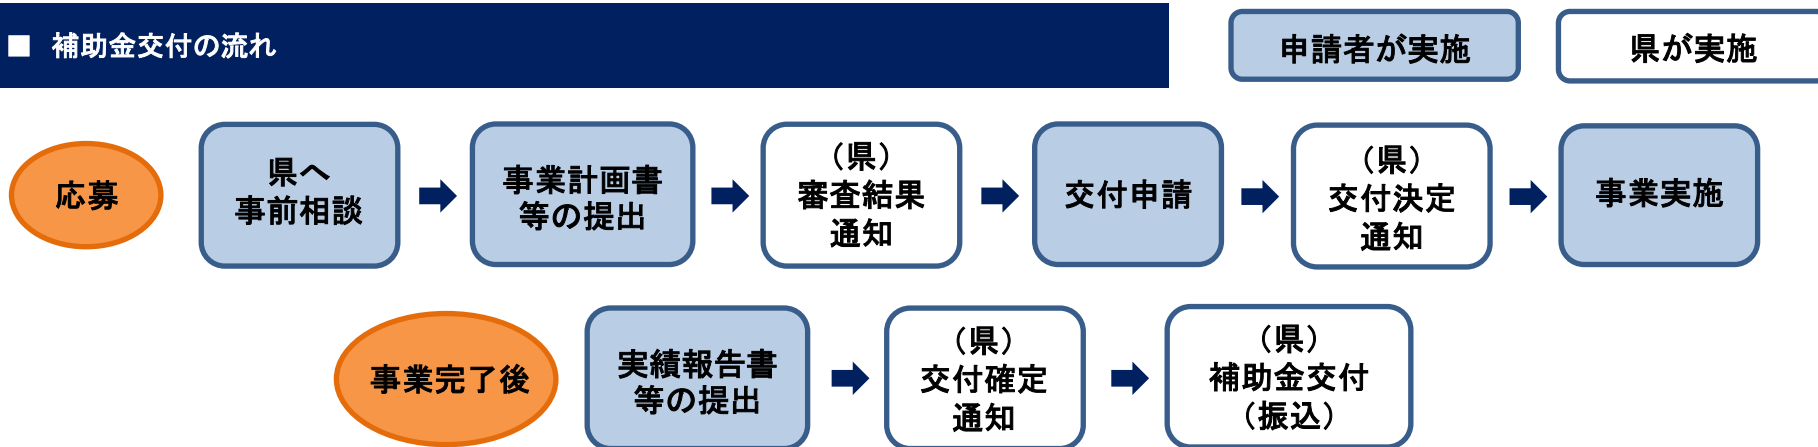 ■ 補助金交付の流れ
申請者が実施
県が実施
応募
県へ
事前相談
事業計画書
等の提出
（県）
審査結果
通知
交付申請
（県）
交付決定
通知
事業実施
事業完了後
実績報告書
等の提出
（県）
交付確定
通知
（県）
補助金交付
（振込）